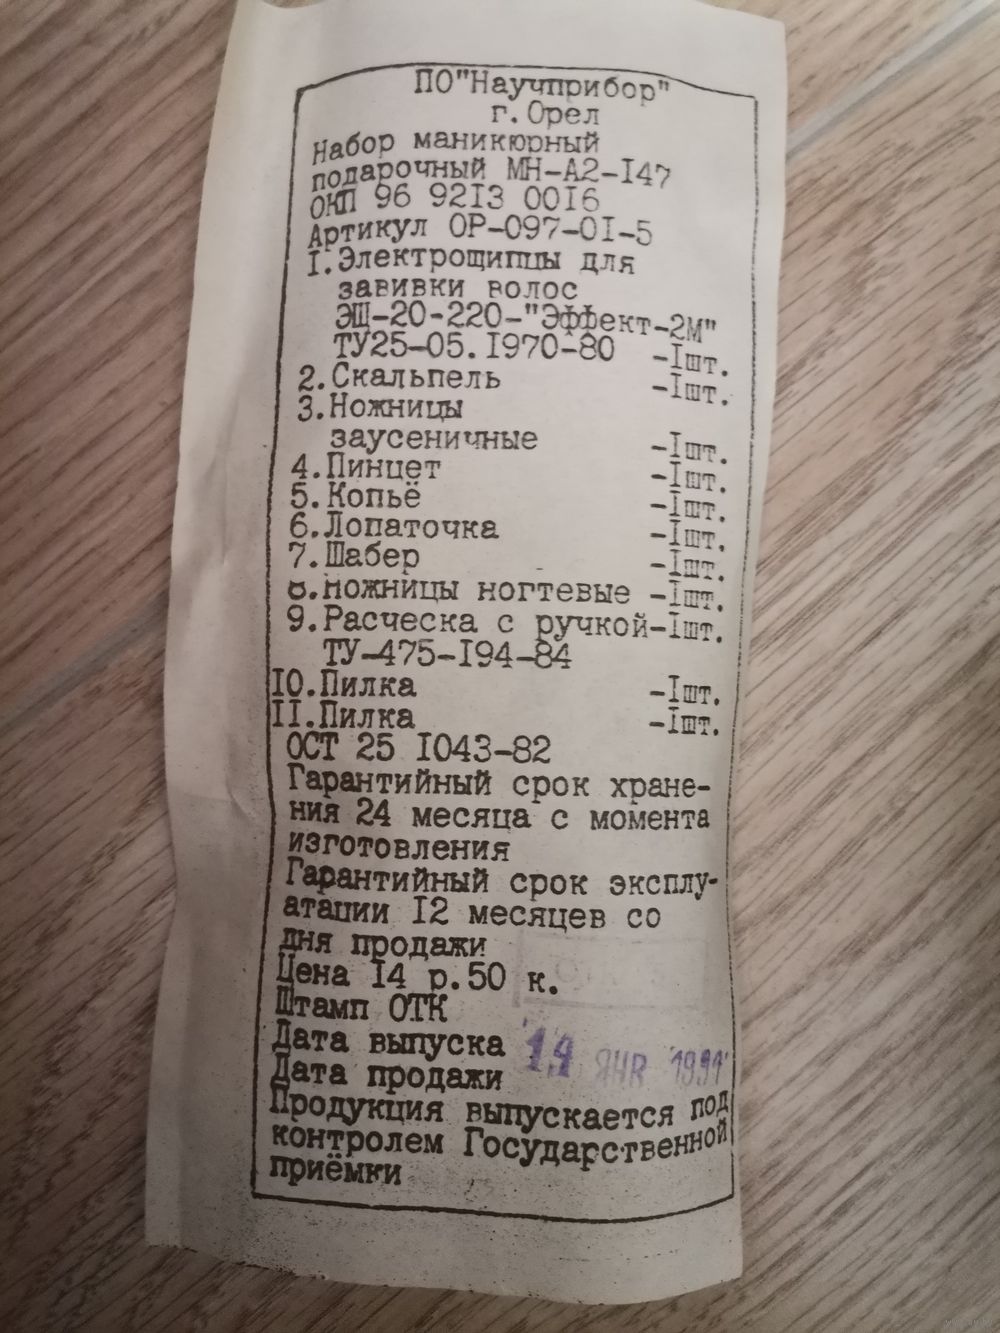 ПО"Научприбор"
г. Орел
Набор маникюрный
подарочный МН-А2-I47
ОКП 96 92I3 00I6
Артикул ОР-097-0I-5
I. Электрощипцы для
завивки волос
ЭЩ-20-220-"Эффект-2М"
ТУ25-05.I970-80 -Iшт.
2. Скальпель -Iшт.
3. Ножницы
заусеничные -Iшт.
4. Пинцет -Iшт.
5. Копьё -Iшт.
6. Лопаточка -Iшт.
7. Шабер -Iшт.
8. Ножницы ногтевые -Iшт.
9. Расческа с ручкой-Iшт.
ТУ-475-I94-84
I0. Пилка -Iшт.
II. Пилка -Iшт.
ОСТ 25 I043-82
Гарантийный срок хране-
ния 24 месяца с момента
изготовления
Гарантийный срок эксплу-
атации I2 месяцев со
дня продажи
Цена I4 р.50 к.
Штамп ОТК
Дата выпуска ЯНВ 1991
Дата продажи
Продукция выпускается под
контролем Государственной
приёмки